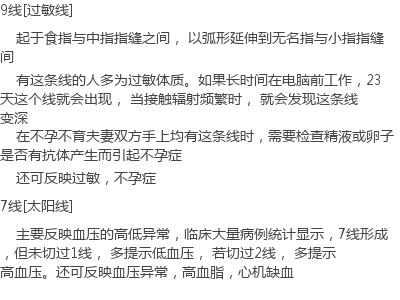 9线[过敏线]
起于食指与中指指缝之间，以弧形延伸到无名指与小指指缝
间
有这条线的人多为过敏体质。如果长时间在电脑前工作，23
天这个线就会出现，当接触辐射频繁时，就会发现这条线
变深
在不孕不育夫妻双方手上均有这条线时，需要检查精液或卵子
是否有抗体产生而引起不孕症
还可反映过敏，不孕症
7线[太阳线]
主要反映血压的高低异常，临床大量病例统计显示，7线形成
，但未切过1线，多提示低血压，若切过2线，多提示
高血压。还可反映血压异常，高血脂，心机缺血